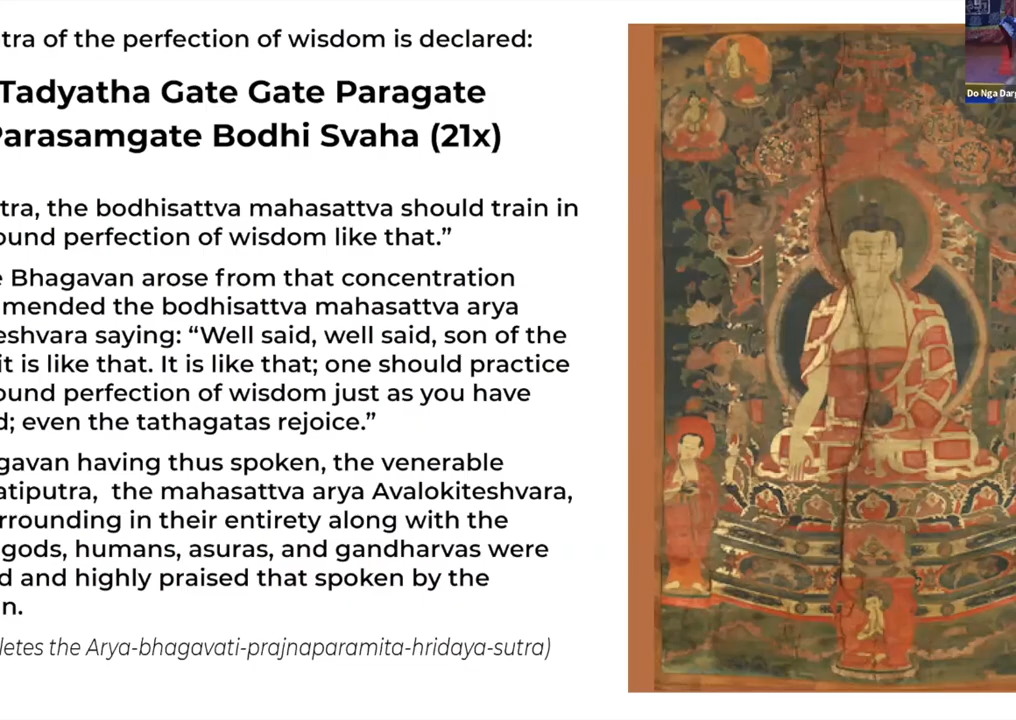 tra of the perfection of wisdom is declared:
Tadyatha Gate Gate Paragate
Parasamgate Bodhi Svaha (21x)
tra, the bodhisattva mahasattva should train in
ound perfection of wisdom like that.”
e Bhagavan arose from that concentration
mended the bodhisattva mahasattva arya
eshvara saying: “Well said, well said, son of the
it is like that. It is like that; one should practice
ound perfection of wisdom just as you have
d; even the tathagatas rejoice.”
gavan having thus spoken, the venerable
atiputra, the mahasattva arya Avalokiteshvara,
rrounding in their entirety along with the
gods, humans, asuras, and gandharvas were
d and highly praised that spoken by the
n.
letes the Arya-bhagavati-prajnaparamita-hridaya-sutra)
Do Nga Darg